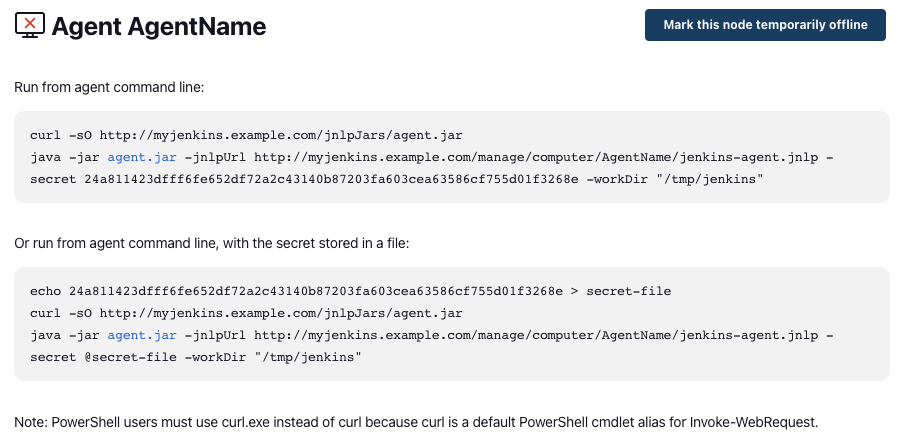 Agent AgentName
Mark this node temporarily offline
Run from agent command line:
curl -sO http://myjenkins.example.com/jnlpJars/agent.jar
java -jar agent.jar -jnlpUrl http://myjenkins.example.com/manage/computer/AgentName/jenkins-agent.jnlp -
secret 24a811423dfff6fe652df72a2c43140b87203fa603cea63586cf755d01f3268e -workDir "/tmp/jenkins"
Or run from agent command line, with the secret stored in a file:
echo 24a811423dfff6fe652df72a2c43140b87203fa603cea63586cf755d01f3268e > secret-file
curl -sO http://myjenkins.example.com/jnlpJars/agent.jar
java -jar agent.jar -jnlpUrl http://myjenkins.example.com/manage/computer/AgentName/jenkins-agent.jnlp -
secret @secret-file -workDir "/tmp/jenkins"
Note: PowerShell users must use curl.exe instead of curl because curl is a default PowerShell cmdlet alias for Invoke-WebRequest.